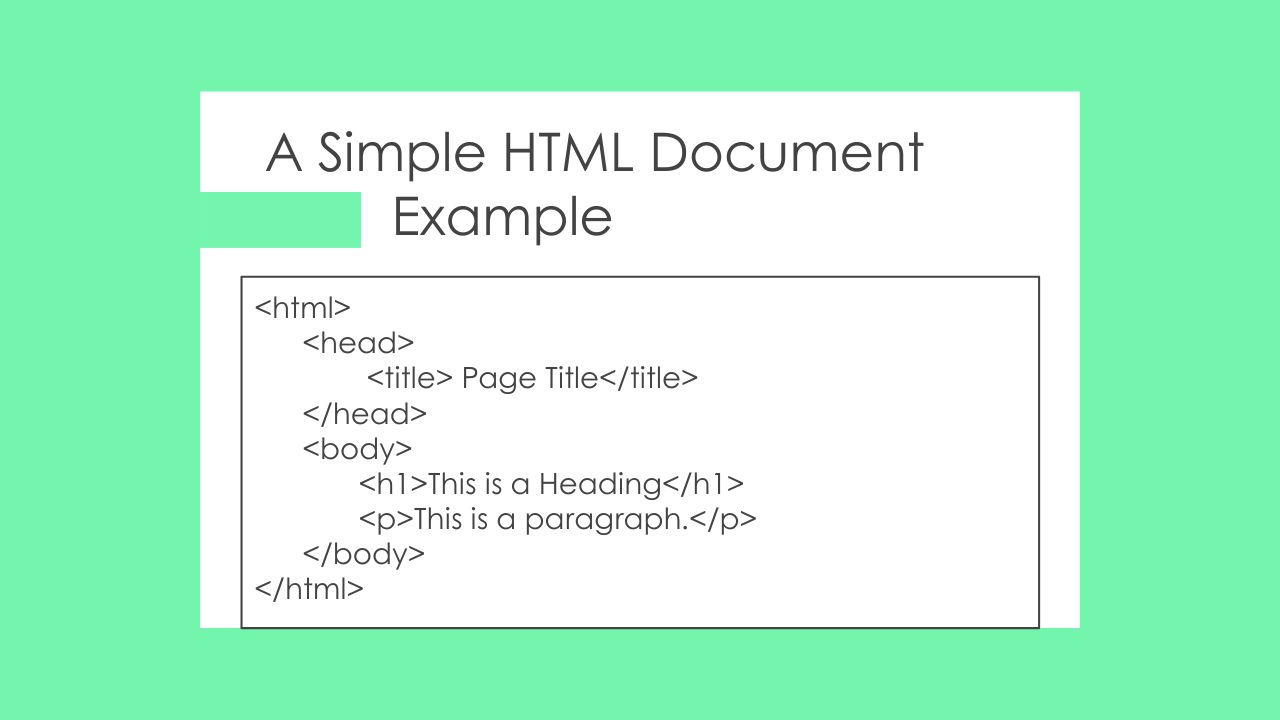 A Simple HTML Document
Example
<html>
<head>
<title> Page Title</title>
</head>
<body>
<h1>This is a Heading</h1>
<p>This is a paragraph.</p>
</body>
</html>